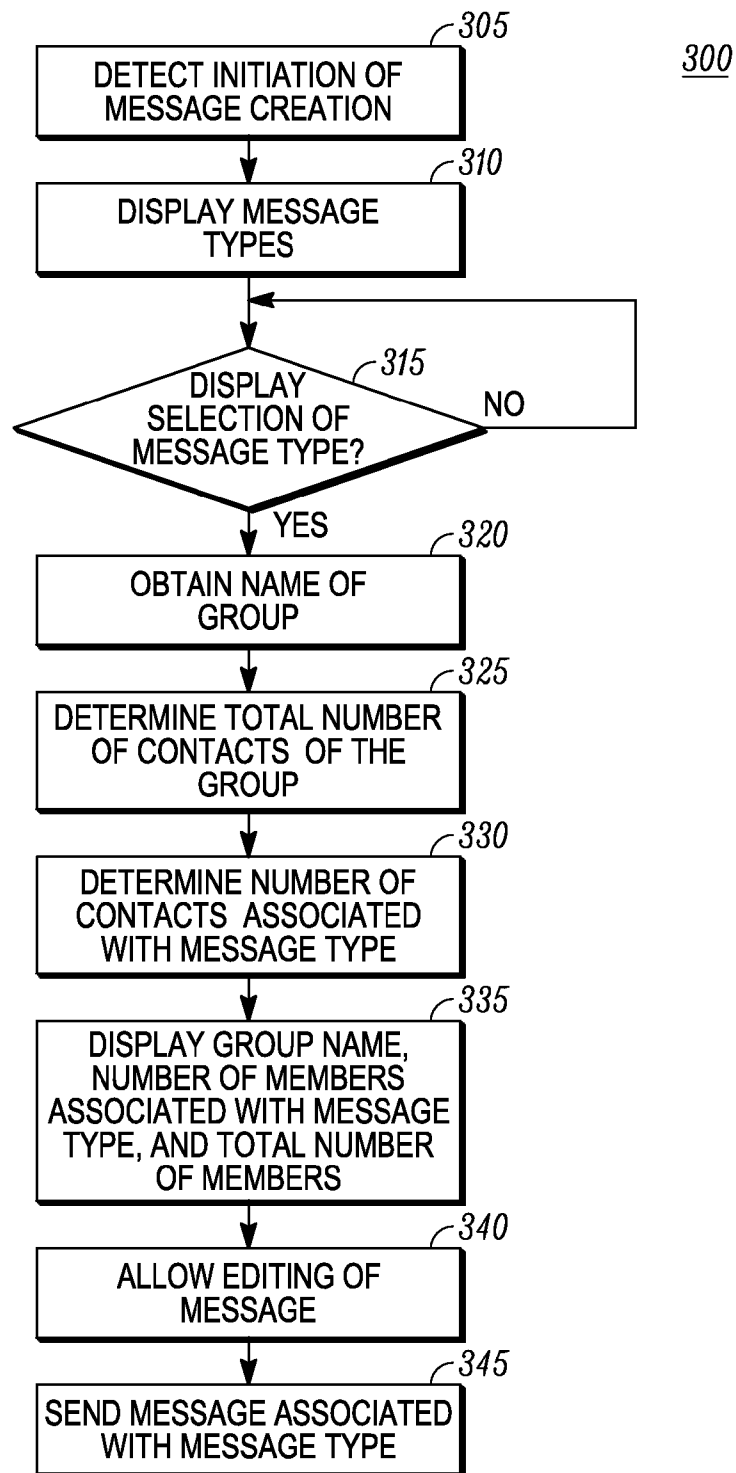 305
300
DETECT INITIATION OF
MESSAGE CREATION
310
DISPLAY MESSAGE
TYPES
315
DISPLAY
SELECTION OF
MESSAGE TYPE?
NO
YES
320
OBTAIN NAME OF
GROUP
325
DETERMINE TOTAL NUMBER
OF CONTACTS OF THE
GROUP
330
DETERMINE NUMBER OF
CONTACTS ASSOCIATED
WITH MESSAGE TYPE
335
DISPLAY GROUP NAME,
NUMBER OF MEMBERS
ASSOCIATED WITH MESSAGE
TYPE, AND TOTAL NUMBER
OF MEMBERS
340
ALLOW EDITING OF
MESSAGE
345
SEND MESSAGE ASSOCIATED
WITH MESSAGE TYPE